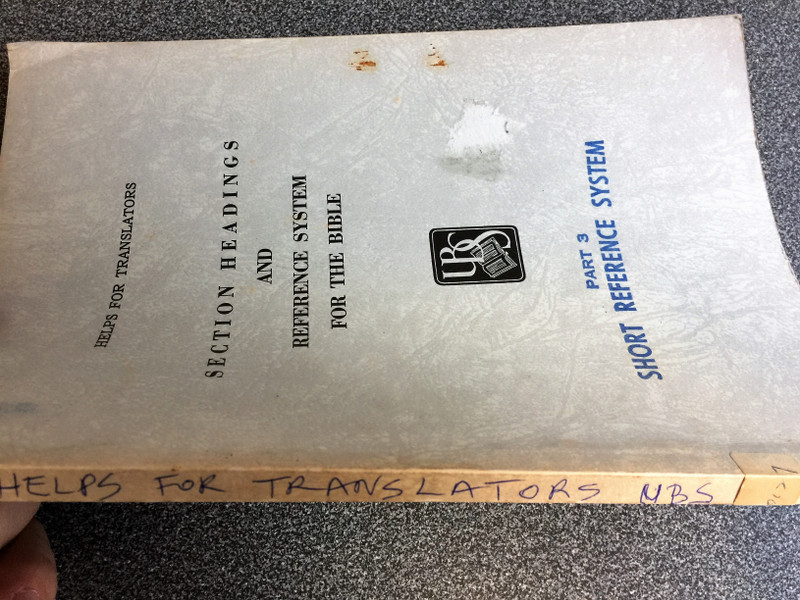 HELPS FOR TRANSLATORS
SECTION HEADINGS
AND
REFERENCE SYSTEM
FOR THE BIBLE
UBS
PART 3
SHORT REFERENCE SYSTEM
HELPS FOR TRANSLATORS UBS